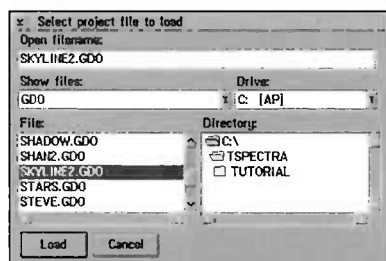 Select project file to load
Open filename:
SKYLINE2.GDO
Show files:
Drive:
GDO
C: [AP]
File:
Directory:
SHADOW.GDO
SHAN2.GDO
SKYLINE2.GDO
STARS.GDO
STEVE.GDO
C:\
TSPECTRA
TUTORIAL
Load
Cancel